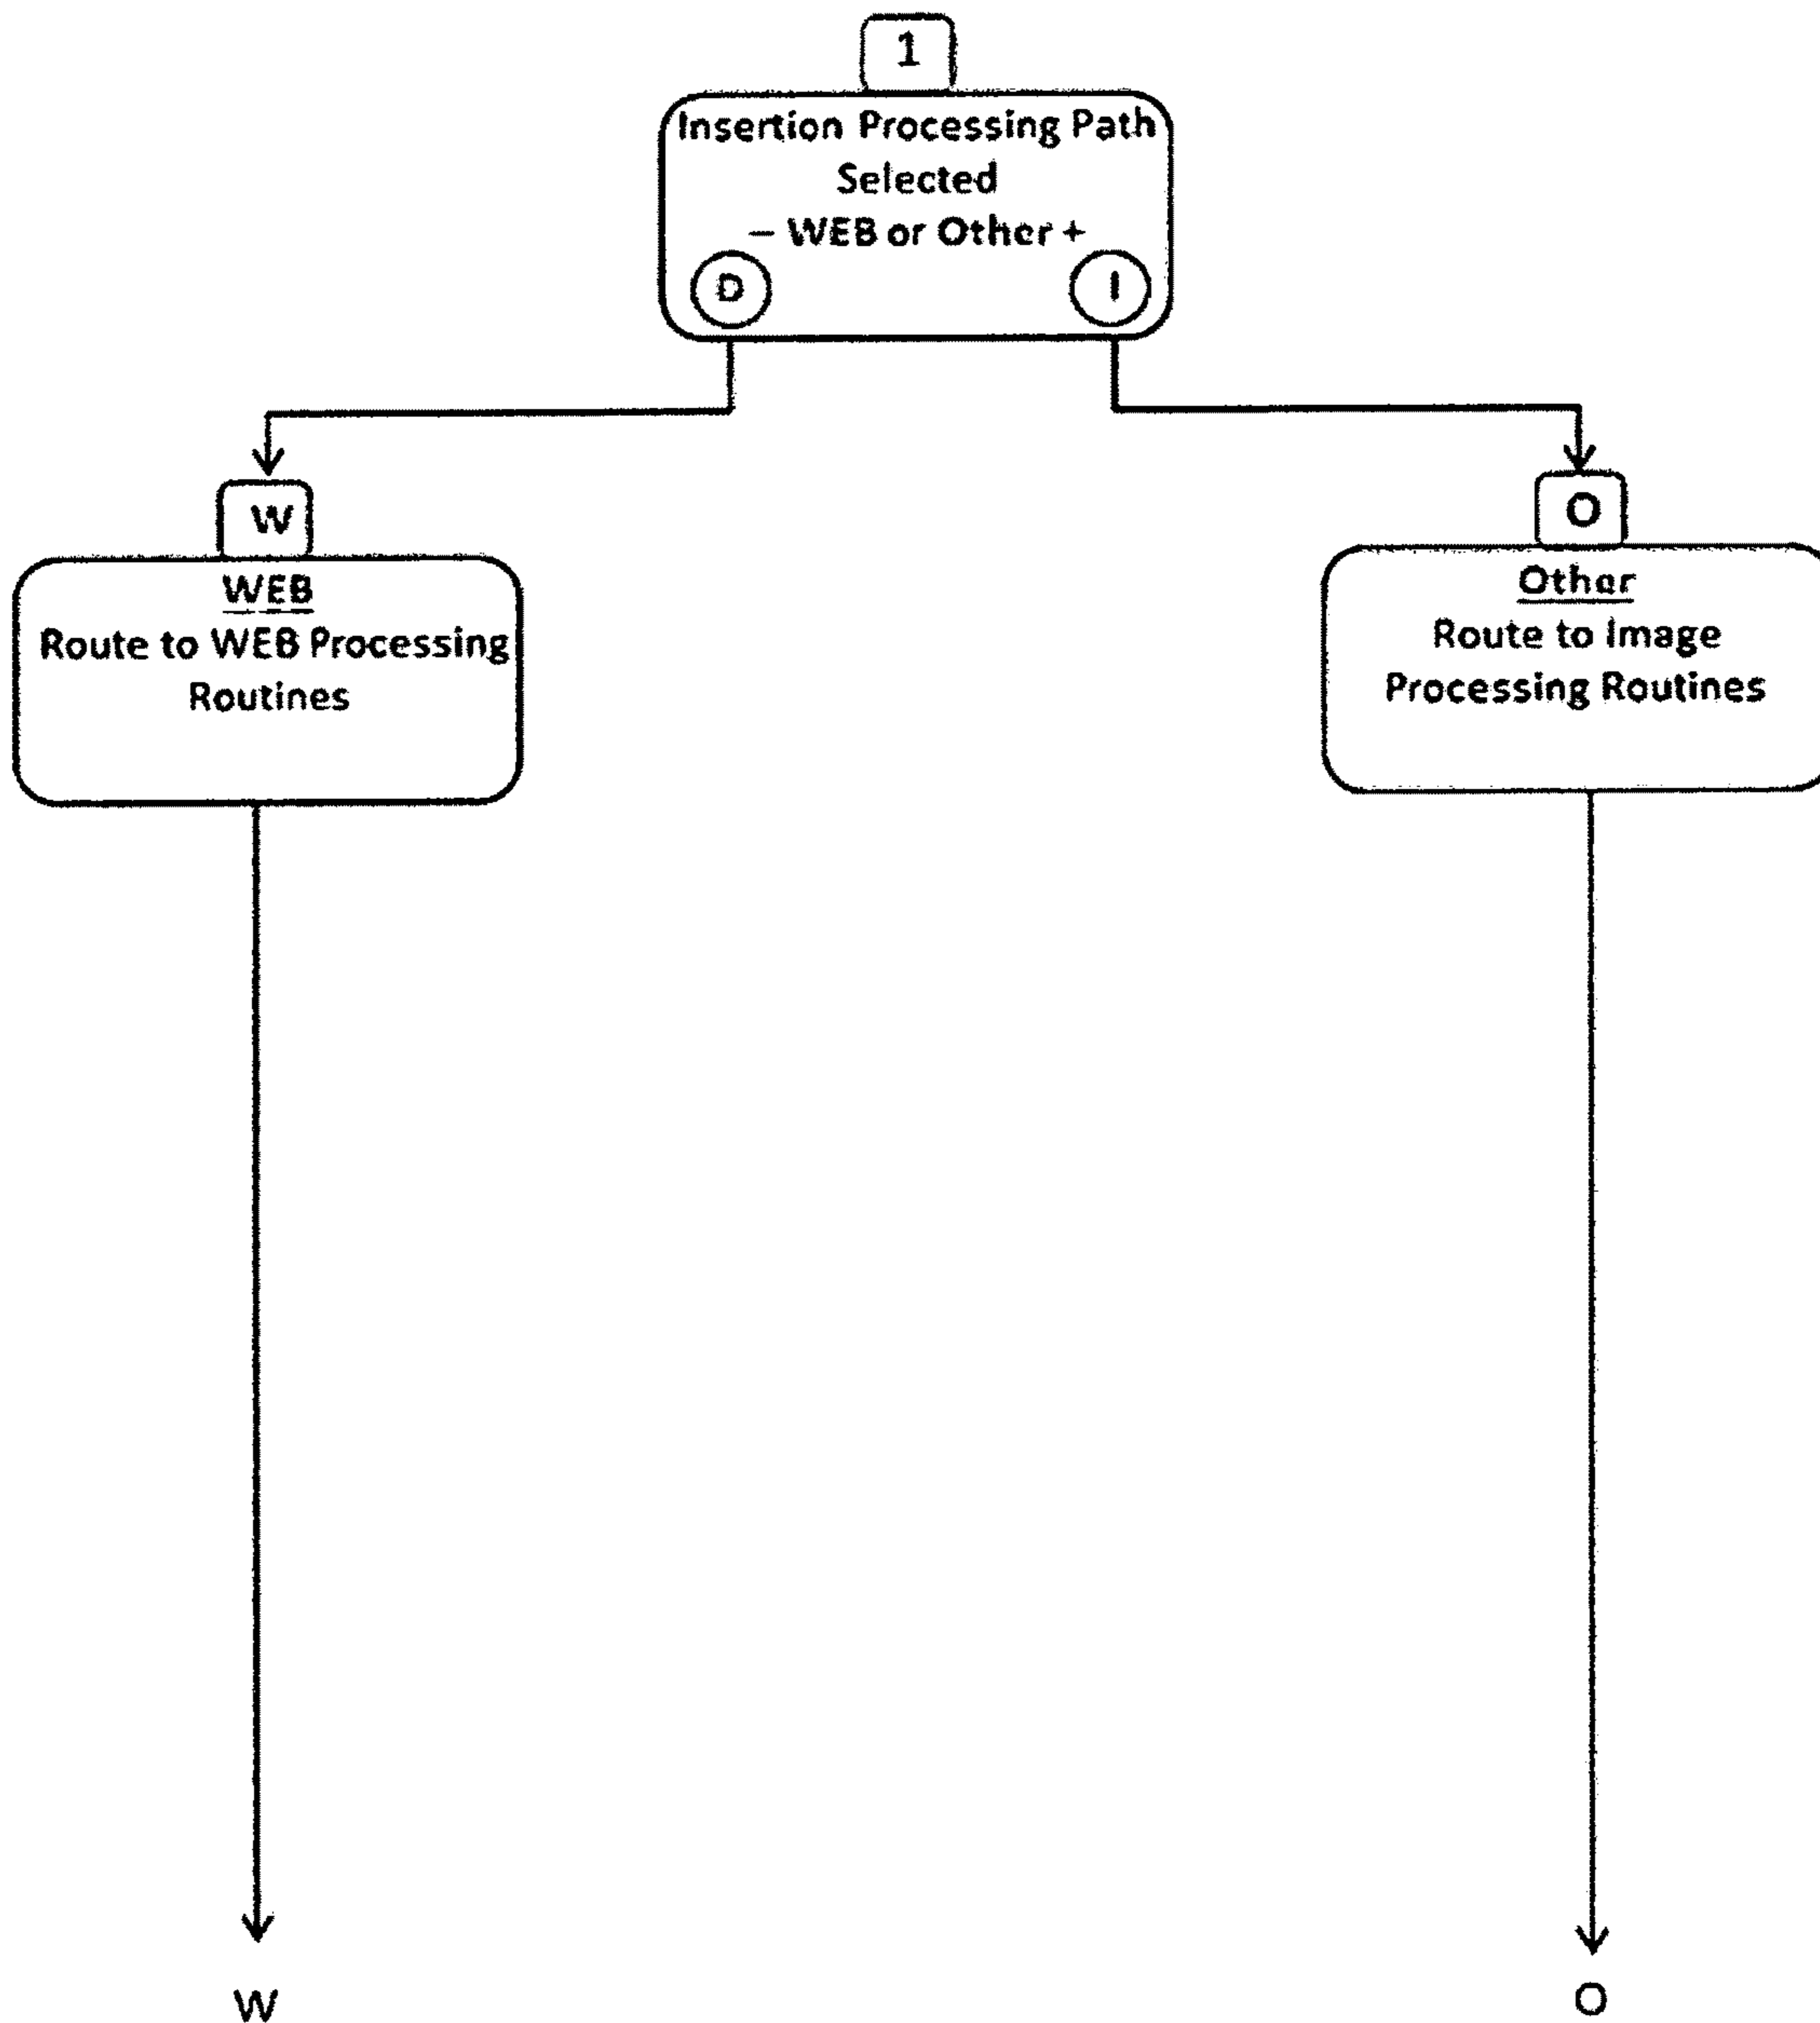 1
Insertion Processing Path
Selected
– WEB or Other +
D
I
W
WEB
Route to WEB Processing
Routines
O
Other
Route to Image
Processing Routines
W
O